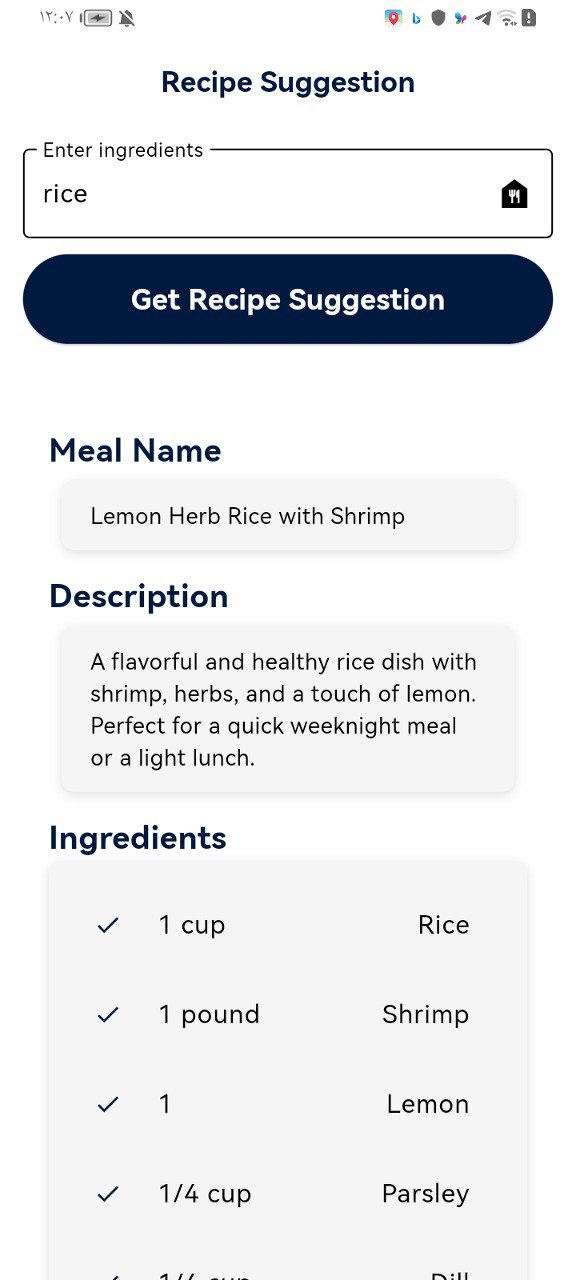 ١٢:٠٧
Recipe Suggestion
Enter ingredients
rice
Get Recipe Suggestion
Meal Name
Lemon Herb Rice with Shrimp
Description
A flavorful and healthy rice dish with
shrimp, herbs, and a touch of lemon.
Perfect for a quick weeknight meal
or a light lunch.
Ingredients
1 cup Rice
1 pound Shrimp
1 Lemon
1/4 cup Parsley
Dill